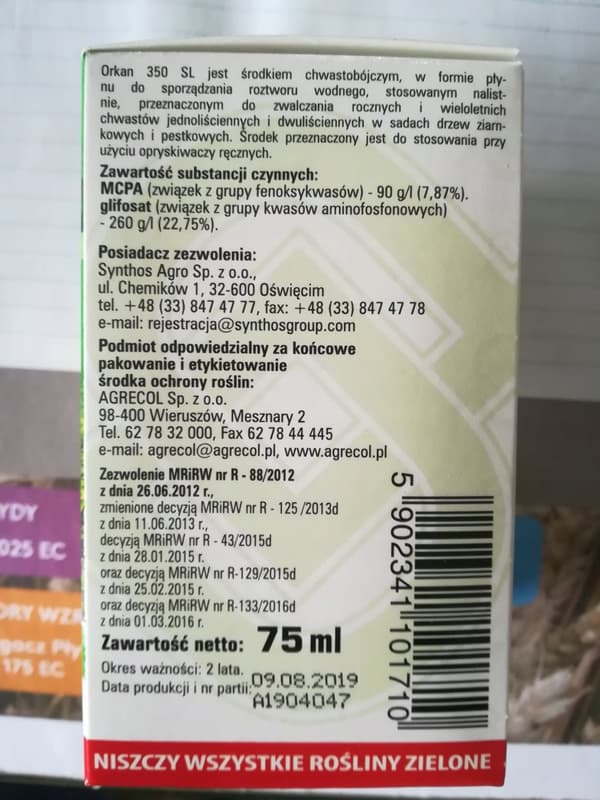 Orkan 350 SL jest środkiem chwastobójczym, w formie pły-
nu do sporządzania roztworu wodnego, stosowanym nalist-
nie, przeznaczonym do zwalczania rocznych i wieloletnich
chwastów jednoliściennych i dwuliściennych w sadach drzew ziarn-
kowych i pestkowych. Środek przeznaczony jest do stosowania przy
użyciu opryskiwaczy ręcznych.
Zawartość substancji czynnych:
MCPA (związek z grupy fenoksykwasów) - 90 g/l (7,87%).
glifosat (związek z grupy kwasów aminofosfonowych)
- 260 g/l (22,75%).
Posiadacz zezwolenia:
Synthos Agro Sp. z o.o.,
ul. Chemików 1, 32-600 Oświęcim
tel. +48 (33) 847 47 77, fax: +48 (33) 847 47 78
e-mail: rejestracja@synthosgroup.com
Podmiot odpowiedzialny za końcowe
pakowanie i etykietowanie
środka ochrony roślin:
AGRECOL Sp. z o.o.
98-400 Wieruszów, Mesznary 2
Tel. 62 78 32 000, Fax 62 78 44 445
e-mail: agrecol@agrecol.pl, www.agrecol.pl
Zezwolenie MRiRW nr R - 88/2012
z dnia 26.06.2012 r.,
zmienione decyzją MRiRW nr R - 125 /2013d
z dnia 11.06.2013 r.,
decyzją MRiRW nr R - 43/2015d
z dnia 28.01.2015 r.
oraz decyzją MRiRW nr R-129/2015d
z dnia 25.02.2015 r.
oraz decyzją MRiRW nr R-133/2016d
z dnia 01.03.2016 r.
Zawartość netto: 75 ml
Okres ważności: 2 lata.
Data produkcji i nr partii: 09.08.2019
A1904047
5 902341 101710
NISZCZY WSZYSTKIE ROŚLINY ZIELONE
YDY
025 EC
175 EC